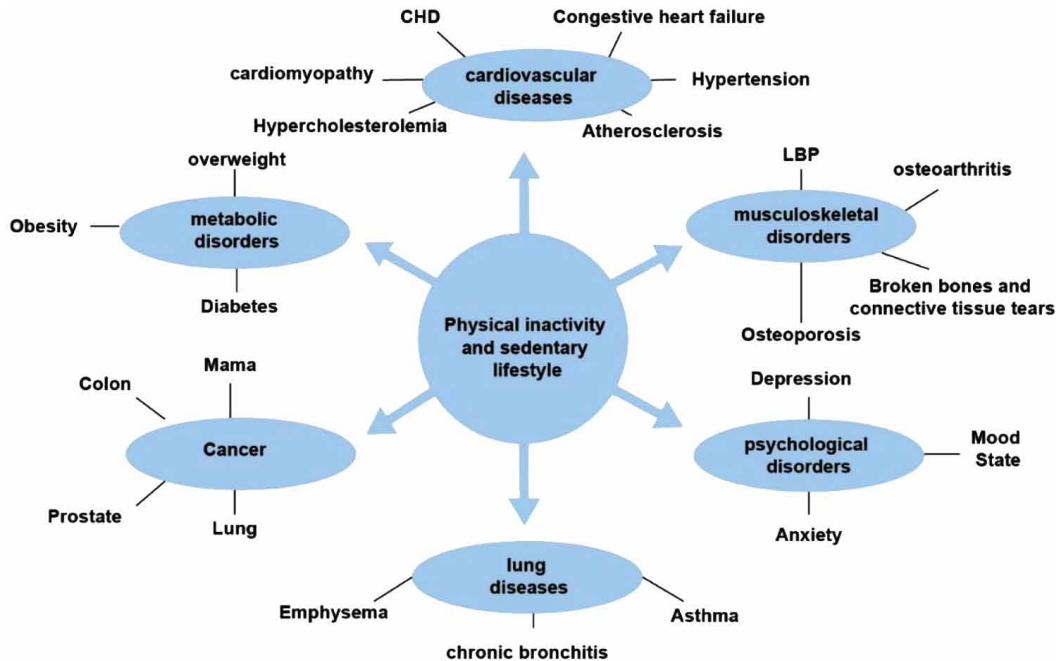 CHD
Congestive heart failure
cardiomyopathy
cardiovascular
diseases
Hypertension
Hypercholesterolemia
Atherosclerosis
overweight
Obesity
metabolic
disorders
Diabetes
LBP
osteoarthritis
musculoskeletal
disorders
Broken bones and
connective tissue tears
Osteoporosis
Physical inactivity
and sedentary
lifestyle
Colon
Mama
Cancer
Prostate
Lung
Depression
psychological
disorders
Mood
State
Anxiety
lung
diseases
Emphysema
Asthma
chronic bronchitis